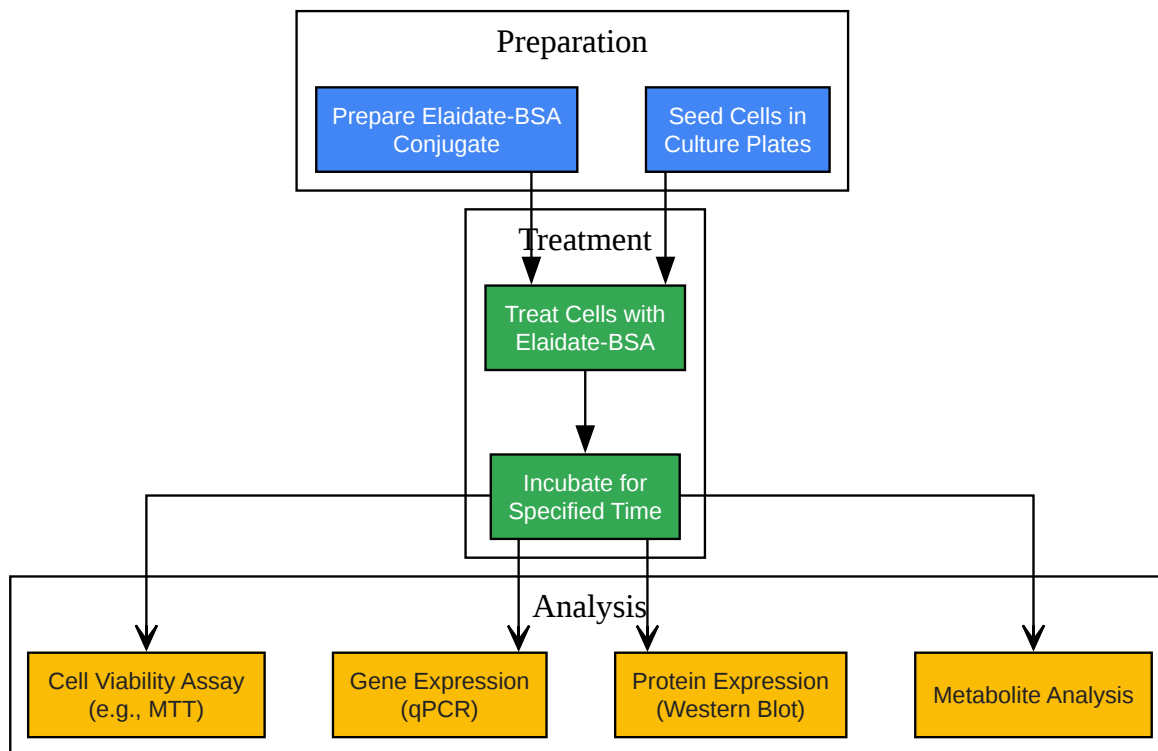 Preparation
Prepare Elaidate-BSA
Conjugate
Seed Cells in
Culture Plates
Treatment
Treat Cells with
Elaidate-BSA
Incubate for
Specified Time
Analysis
Cell Viability Assay
(e.g., MTT)
Gene Expression
(qPCR)
Protein Expression
(Western Blot)
Metabolite Analysis